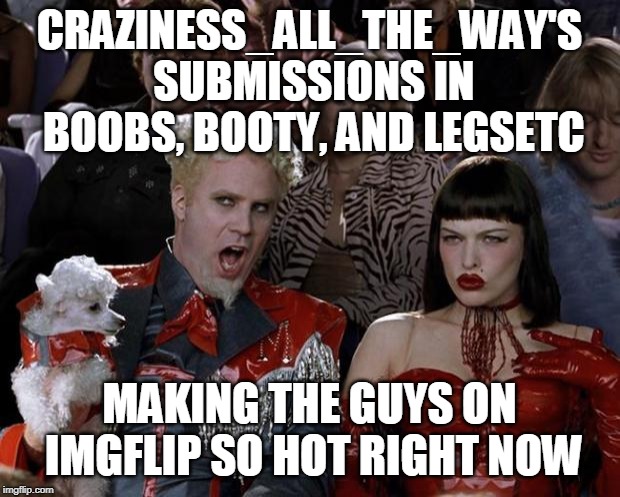 CRAZINESS_ALL_THE_WAY'S
SUBMISSIONS IN
BOOBS, BOOTY, AND LEGSETC
MAKING THE GUYS ON
IMGFLIP SO HOT RIGHT NOW
imgflip.com